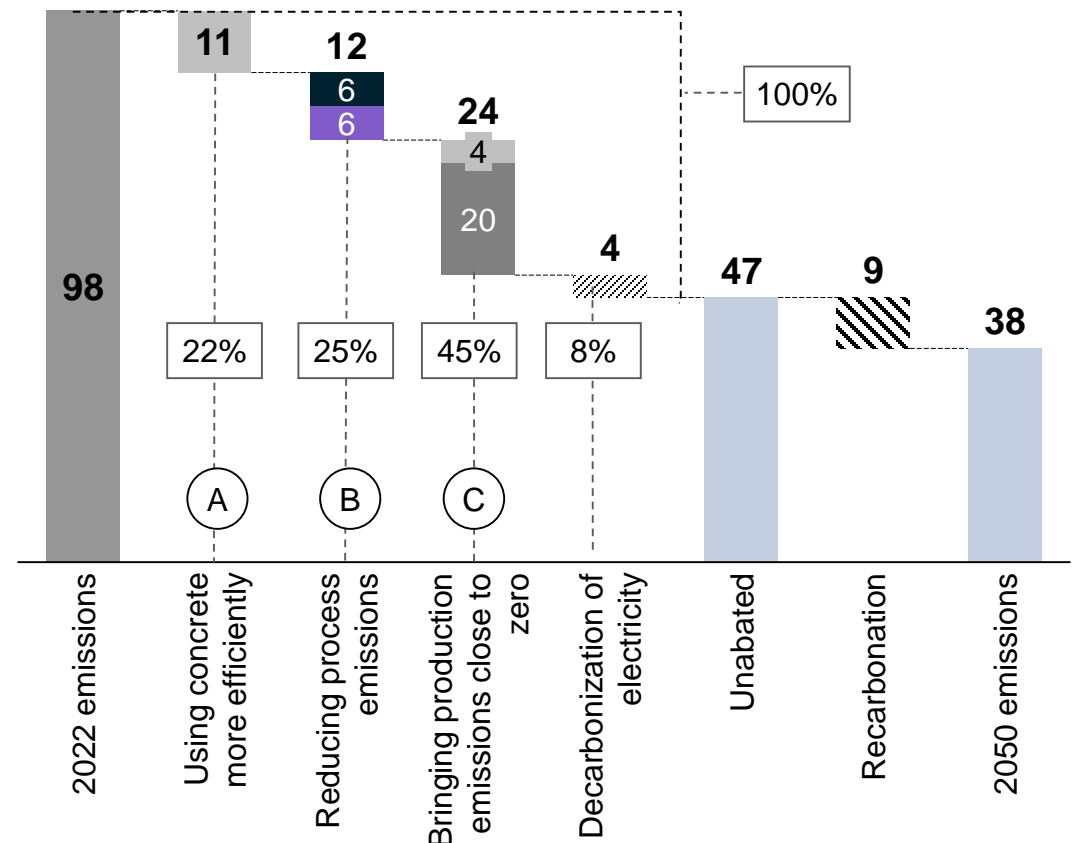 11
12
6
6
24
4
20
100%
98
4
47
9
38
22%
25%
45%
8%
A
B
C
2022 emissions
Using concrete
more efficiently
Reducing process
emissions
Bringing production
emissions close to
zero
Decarbonization of
electricity
Unabated
Recarbonation
2050 emissions